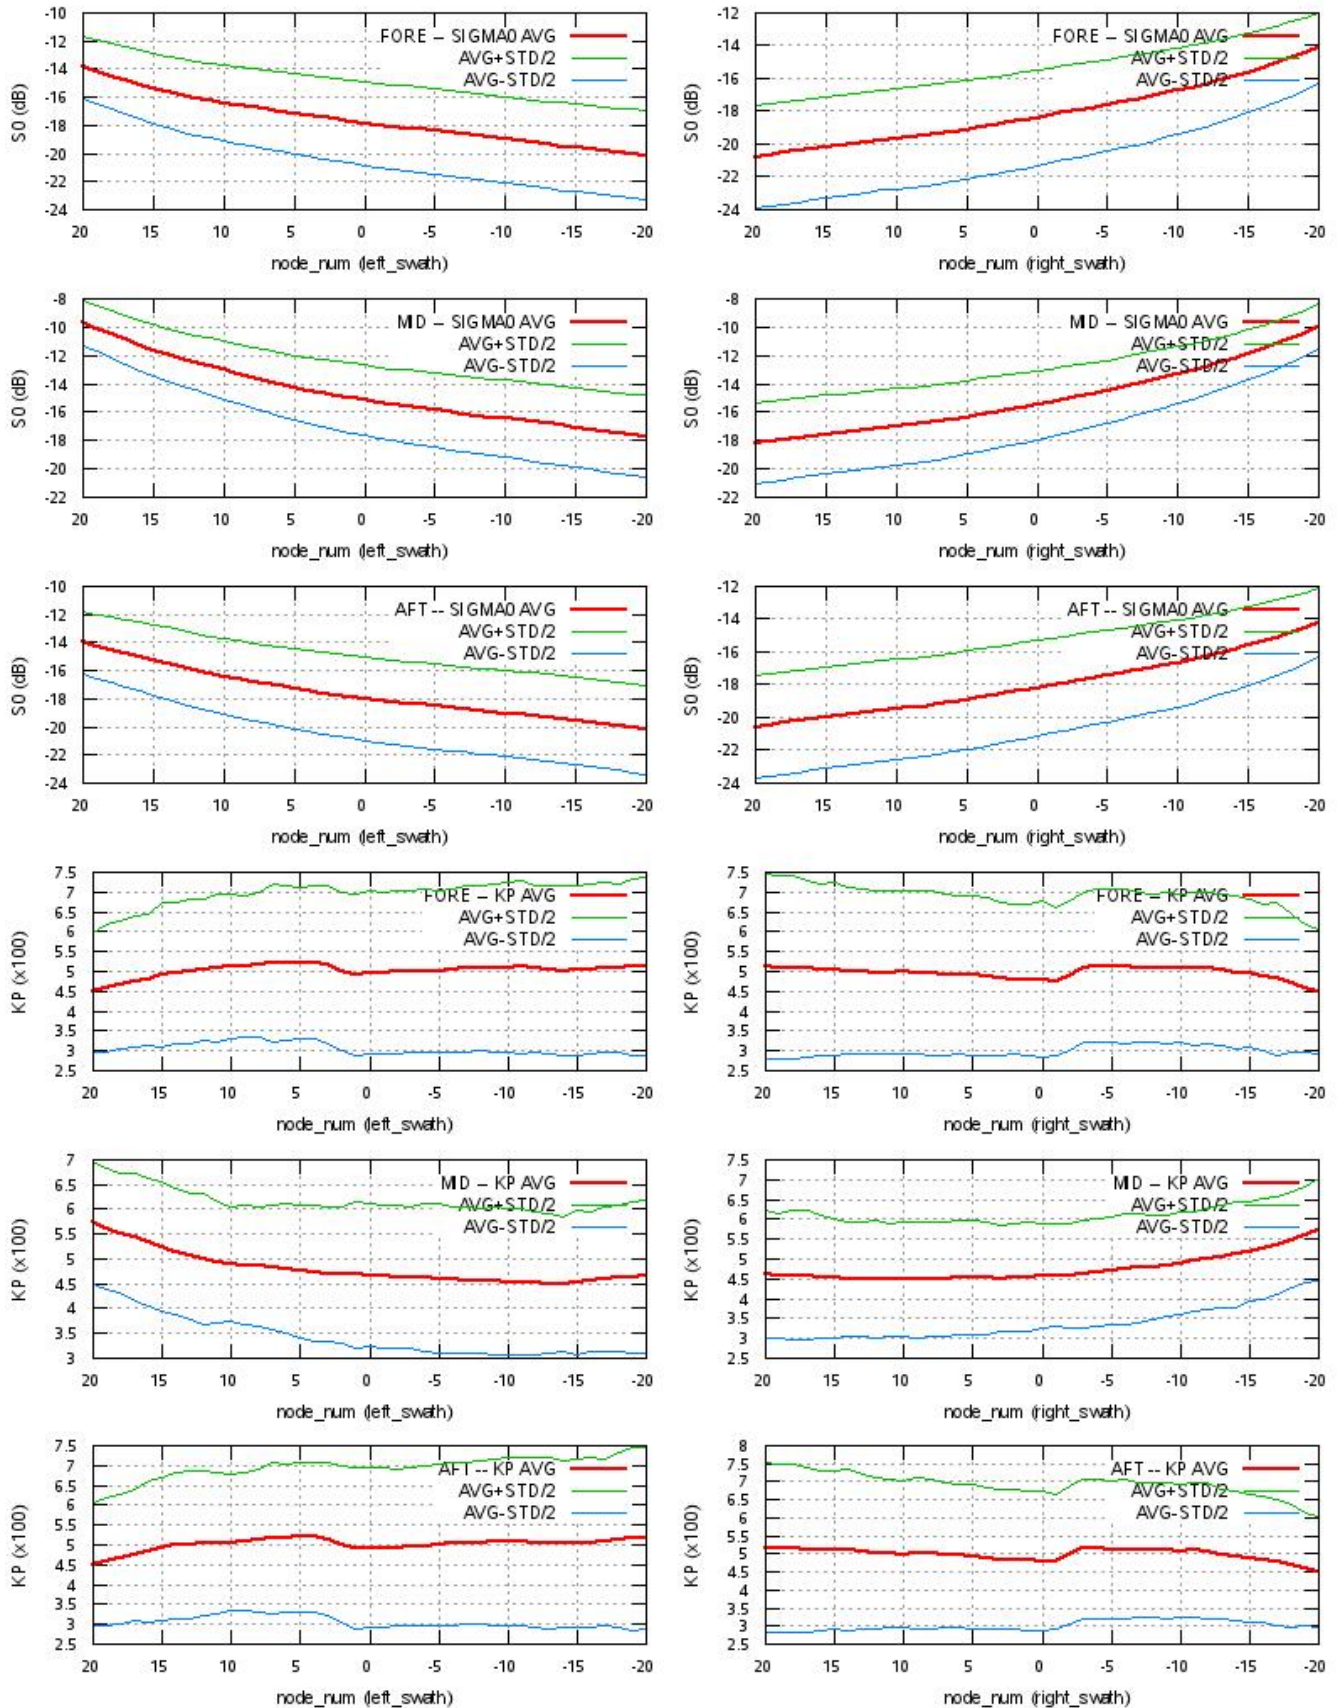 -10
-12
-14
-16
-18
-20
-22
-24
S0 (dB)
FORE -- SIGMA0 AVG
AVG+STD/2
AVG-STD/2
20 15 10 5 0 -5 -10 -15 -20
node_num (left_swath)
-12
-14
-16
-18
-20
-22
-24
S0 (dB)
FORE -- SIGMA0 AVG
AVG+STD/2
AVG-STD/2
20 15 10 5 0 -5 -10 -15 -20
node_num (right_swath)
-8
-10
-12
-14
-16
-18
-20
-22
S0 (dB)
MID -- SIGMA0 AVG
AVG+STD/2
AVG-STD/2
20 15 10 5 0 -5 -10 -15 -20
node_num (left_swath)
-8
-10
-12
-14
-16
-18
-20
-22
S0 (dB)
MID -- SIGMA0 AVG
AVG+STD/2
AVG-STD/2
20 15 10 5 0 -5 -10 -15 -20
node_num (right_swath)
-10
-12
-14
-16
-18
-20
-22
-24
S0 (dB)
AFT -- SIGMA0 AVG
AVG+STD/2
AVG-STD/2
20 15 10 5 0 -5 -10 -15 -20
node_num (left_swath)
-12
-14
-16
-18
-20
-22
-24
S0 (dB)
AFT -- SIGMA0 AVG
AVG+STD/2
AVG-STD/2
20 15 10 5 0 -5 -10 -15 -20
node_num (right_swath)
7.5
7
6.5
6
5.5
5
4.5
4
3.5
3
2.5
KP (x100)
FORE -- KP AVG
AVG+STD/2
AVG-STD/2
20 15 10 5 0 -5 -10 -15 -20
node_num (left_swath)
7.5
7
6.5
6
5.5
5
4.5
4
3.5
3
2.5
KP (x100)
FORE -- KP AVG
AVG+STD/2
AVG-STD/2
20 15 10 5 0 -5 -10 -15 -20
node_num (right_swath)
7
6.5
6
5.5
5
4.5
4
3.5
3
KP (x100)
MID -- KP AVG
AVG+STD/2
AVG-STD/2
20 15 10 5 0 -5 -10 -15 -20
node_num (left_swath)
7.5
7
6.5
6
5.5
5
4.5
4
3.5
3
2.5
KP (x100)
MID -- KP AVG
AVG+STD/2
AVG-STD/2
20 15 10 5 0 -5 -10 -15 -20
node_num (right_swath)
7.5
7
6.5
6
5.5
5
4.5
4
3.5
3
2.5
KP (x100)
AFT -- KP AVG
AVG+STD/2
AVG-STD/2
20 15 10 5 0 -5 -10 -15 -20
node_num (left_swath)
8
7.5
7
6.5
6
5.5
5
4.5
4
3.5
3
2.5
KP (x100)
AFT -- KP AVG
AVG+STD/2
AVG-STD/2
20 15 10 5 0 -5 -10 -15 -20
node_num (right_swath)